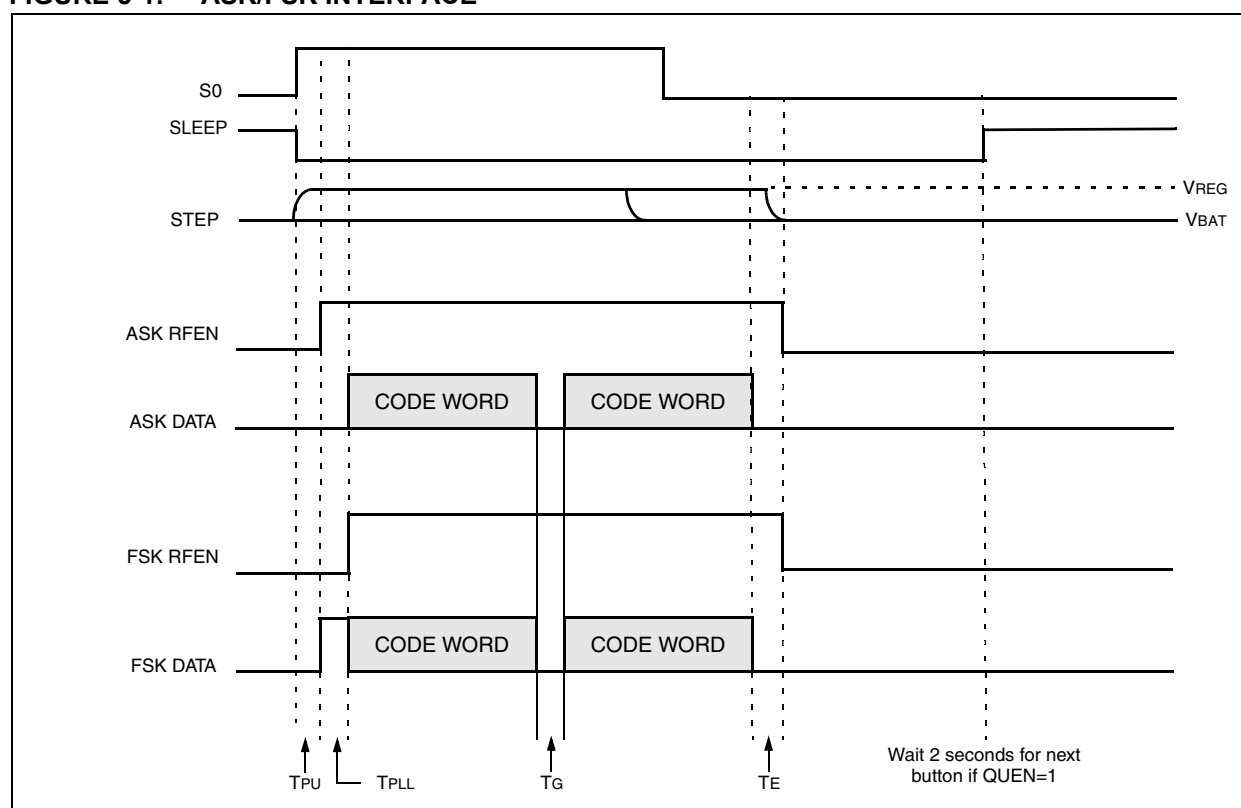 FIGURE 6-1: ASK/FSK INTERFACE
S0
SLEEP
VREG
STEP
VBAT
ASK RFEN
CODE WORD
CODE WORD
ASK DATA
FSK RFEN
CODE WORD
CODE WORD
FSK DATA
TPU
TPLL
TG
TE
Wait 2 seconds for next
button if QUEN=1